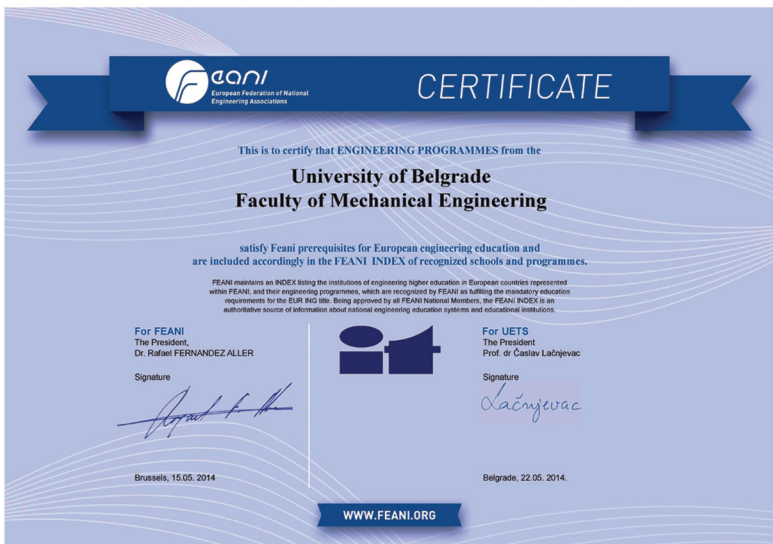 feani
European Federation of National
Engineering Associations
CERTIFICATE
This is to certify that ENGINEERING PROGRAMMES from the
University of Belgrade
Faculty of Mechanical Engineering
satisfy Feani prerequisites for European engineering education and
are included accordingly in the FEANI INDEX of recognized schools and programmes.
FEANI maintains an INDEX listing the institutions of engineering higher education in European countries represented
within FEANI, and their engineering programmes, which are recognized by FEANI as fulfilling the mandatory education
requirements for the EUR ING title. Being approved by all FEANI National Members, the FEANI INDEX is an
authoritative source of information about national engineering education systems and educational institutions.
For FEANI
The President,
Dr. Rafael FERNANDEZ ALLER
Signature
Brussels, 15.05. 2014
it
For UETS
The President
Prof. dr Časlav Lačnjevac
Signature
Lačnjevac
Belgrade, 22.05. 2014.
WWW.FEANI.ORG